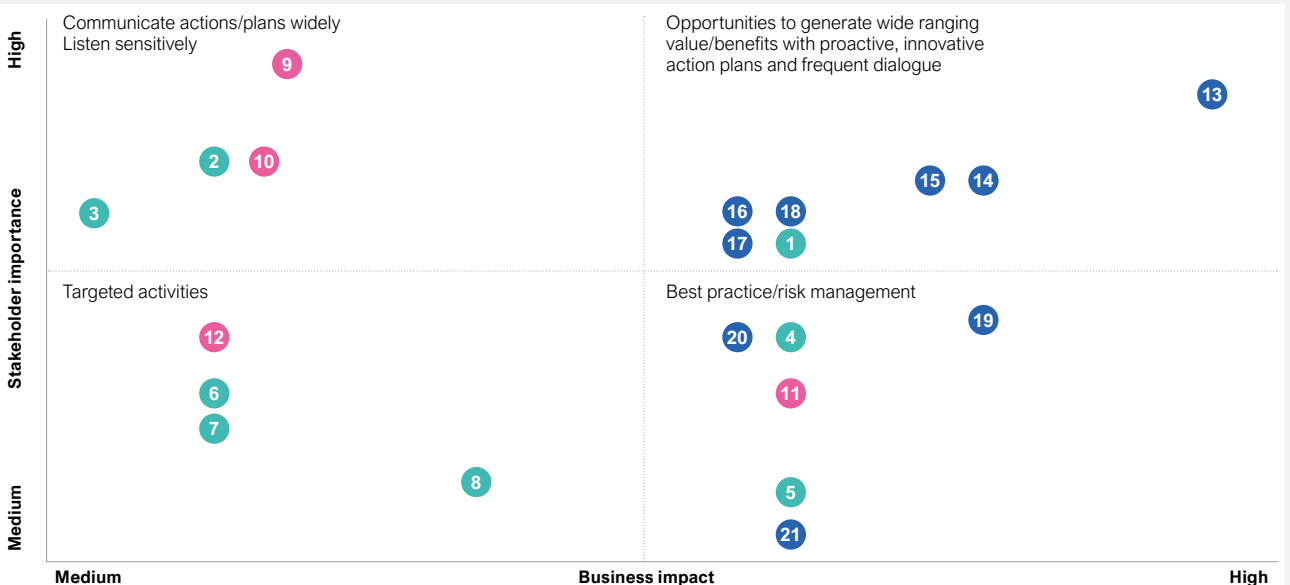 High
Stakeholder importance
Medium
Communicate actions/plans widely
Listen sensitively
9
2
10
3
Opportunities to generate wide ranging
value/benefits with proactive, innovative
action plans and frequent dialogue
13
15
14
16
18
17
1
Targeted activities
12
6
7
8
Best practice/risk management
19
20
4
11
5
21
Medium
Business impact
High